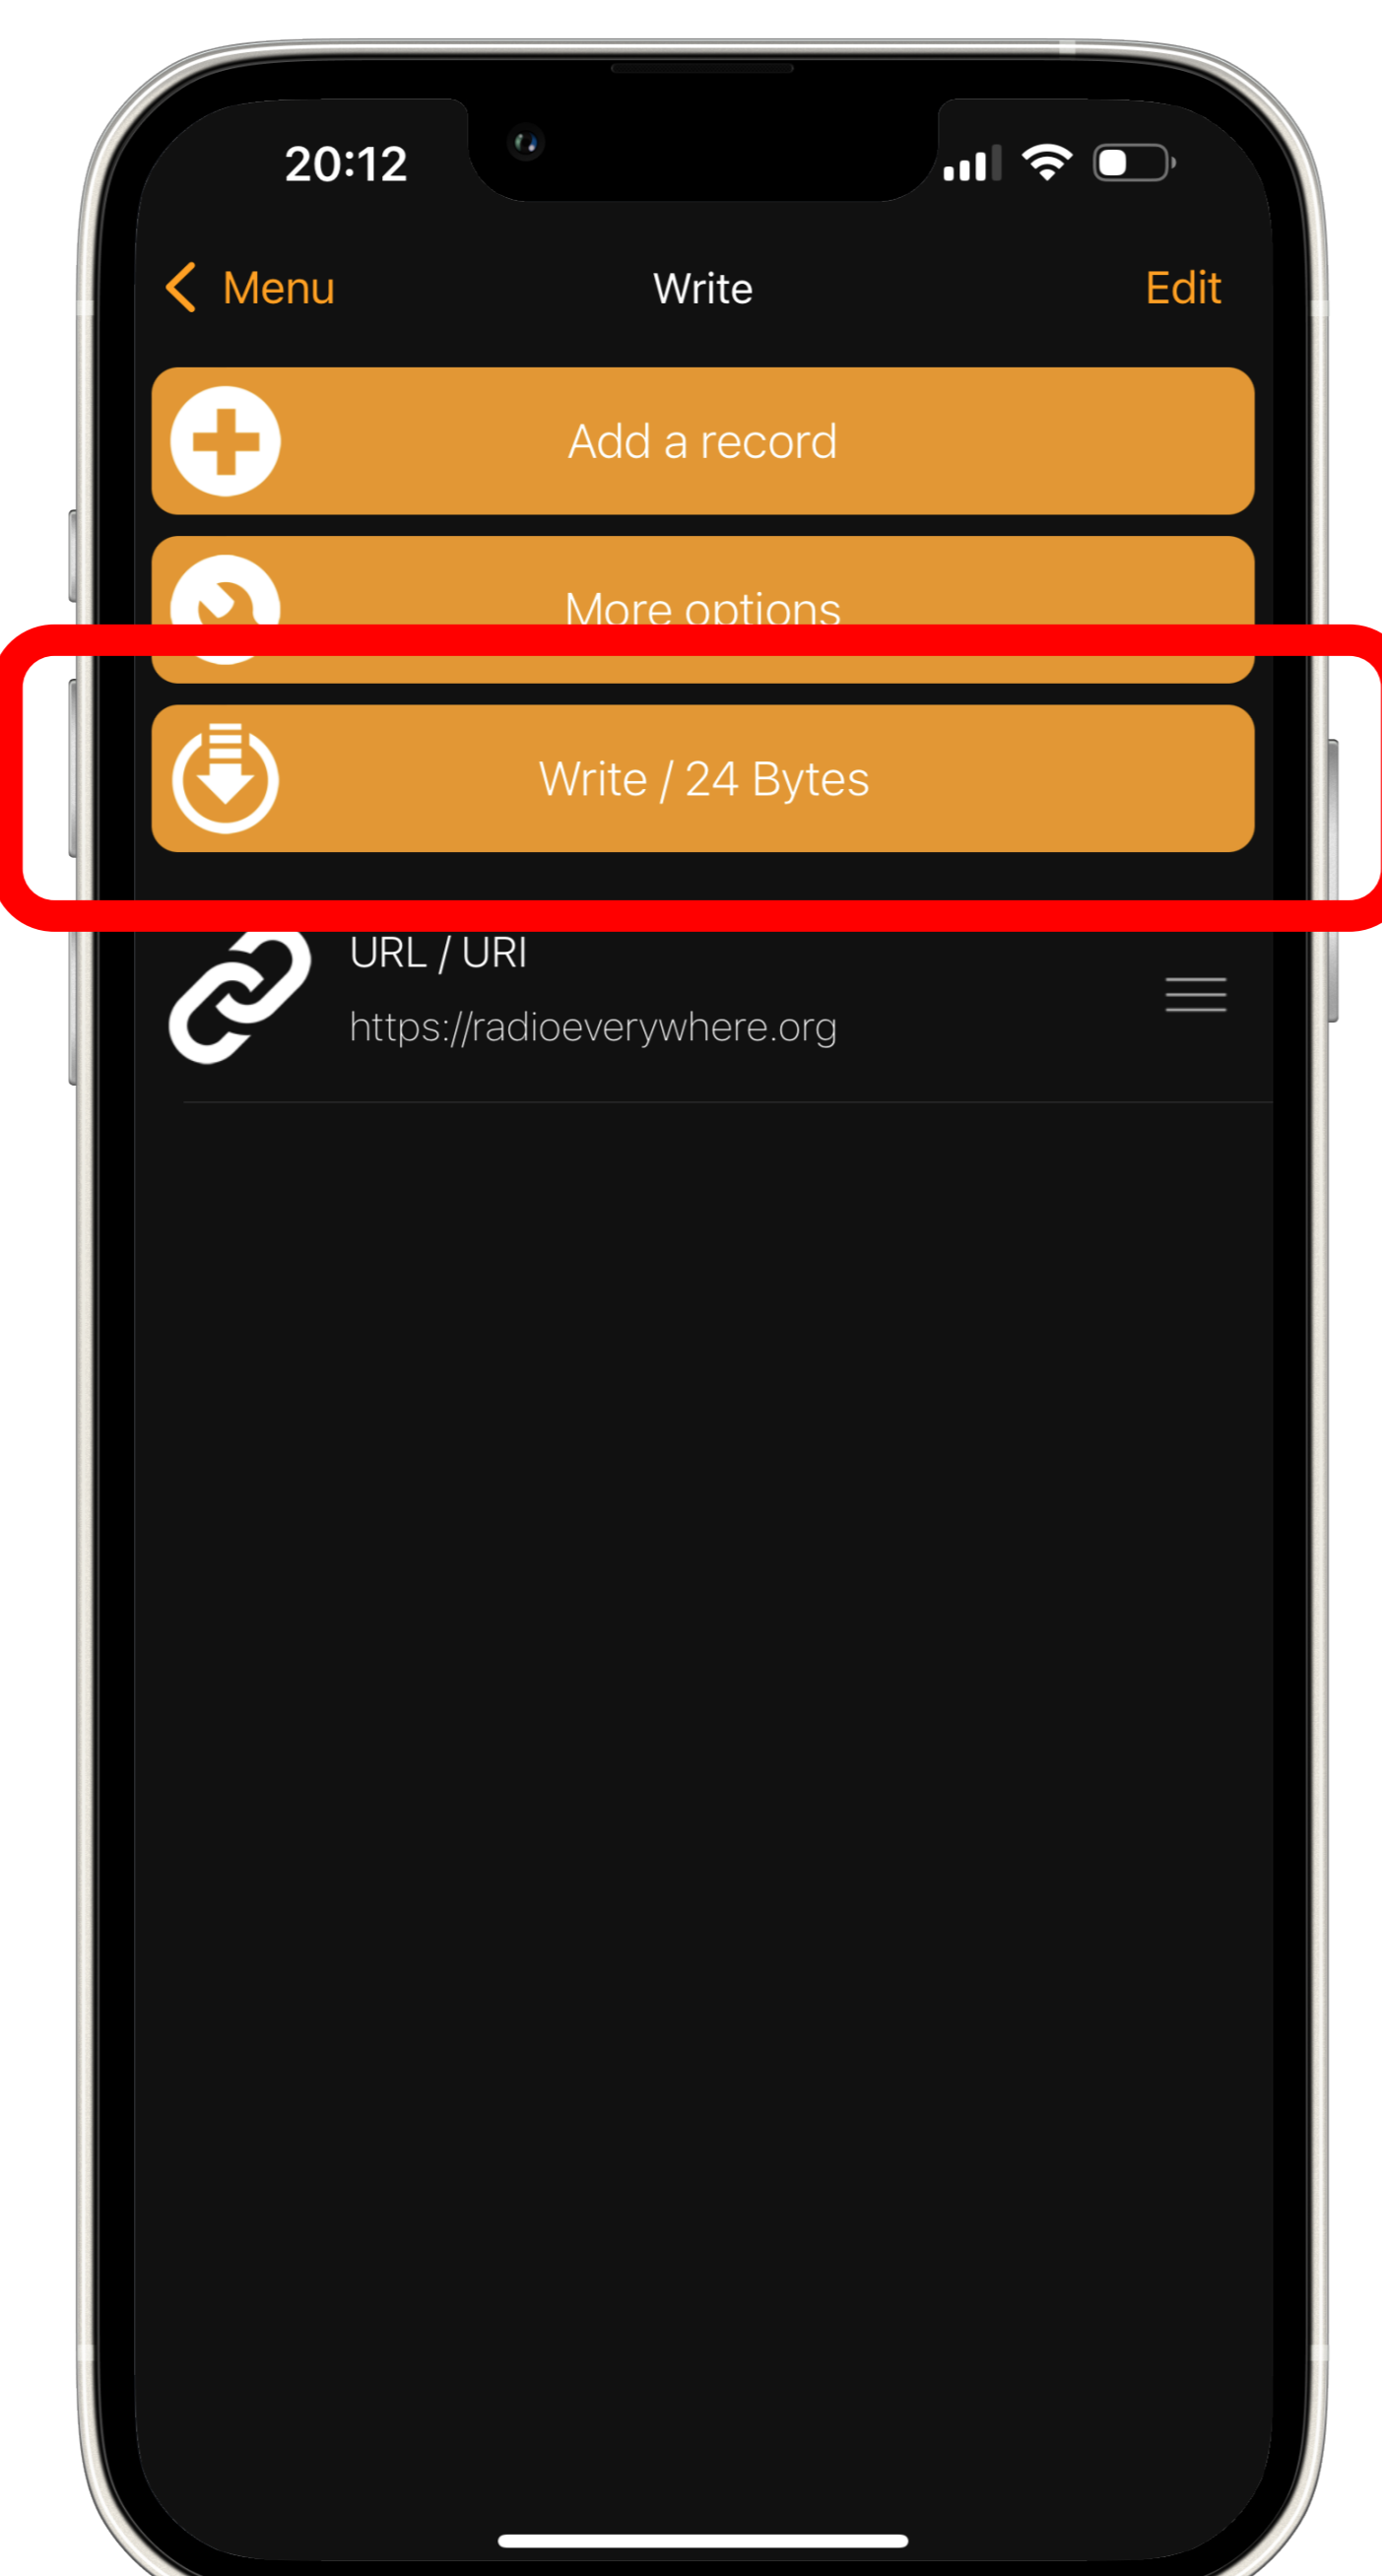 20:12
Menu
Write
Edit
Add a record
More options
Write / 24 Bytes
URL / URI
https://radioeverywhere.org